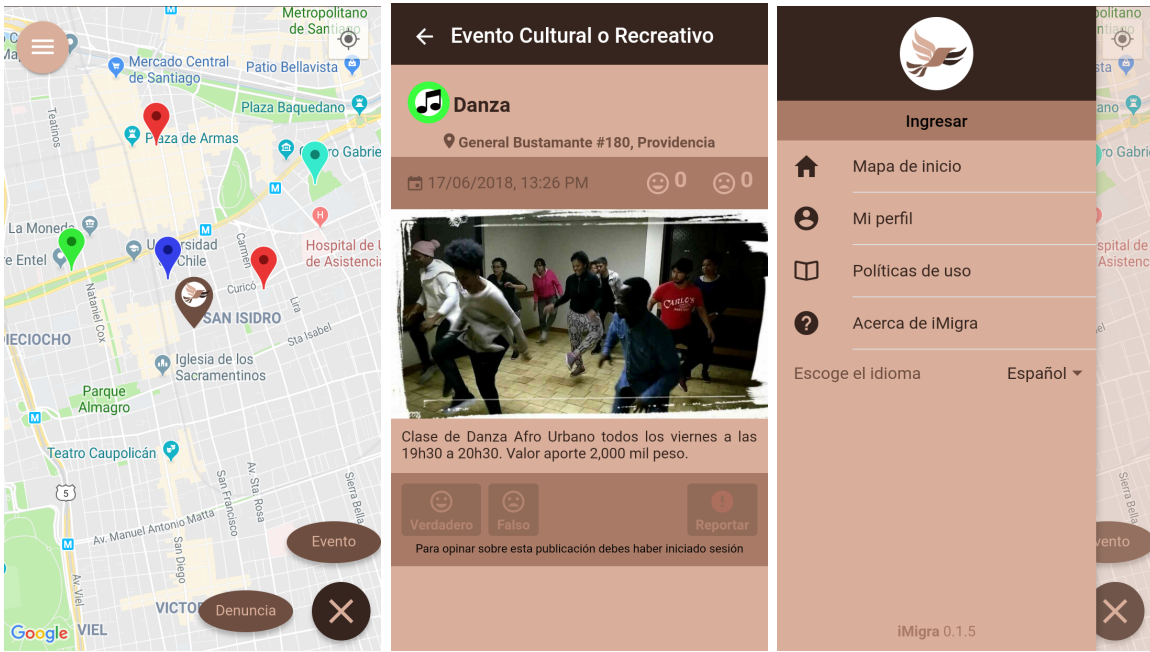 Metropolitano
de Santiago
Mercado Central
de Santiago
Patio Bellavista
Plaza Baquedano
Teatinos
Plaza de Armas
La Moneda
re Entel
Universidad
Chile
Carmen
Hospital de U
de Asistencia
Curicó
Lira
Nataniel Cox
SAN ISIDRO
Sta Isabel
DIECIOCHO
Iglesia de los
Sacramentinos
Parque
Almagro
Teatro Caupolicán
5
San Francisco
Av. Sta. Rosa
Sierra Bella
Av. Manuel Antonio Matta
San Diego
Av. Viel
Evento
VICTO
Denuncia
Google
VIEL
Evento Cultural o Recreativo
Danza
General Bustamante #180, Providencia
17/06/2018, 13:26 PM
0
0
CARLO'S
Clase de Danza Afro Urbano todos los viernes a las
19h30 a 20h30. Valor aporte 2,000 mil peso.
Verdadero
Falso
Reportar
Para opinar sobre esta publicación debes haber iniciado sesión
Ingresar
Mapa de inicio
Mi perfil
Políticas de uso
Acerca de iMigra
Escoge el idioma
Español
iMigra 0.1.5